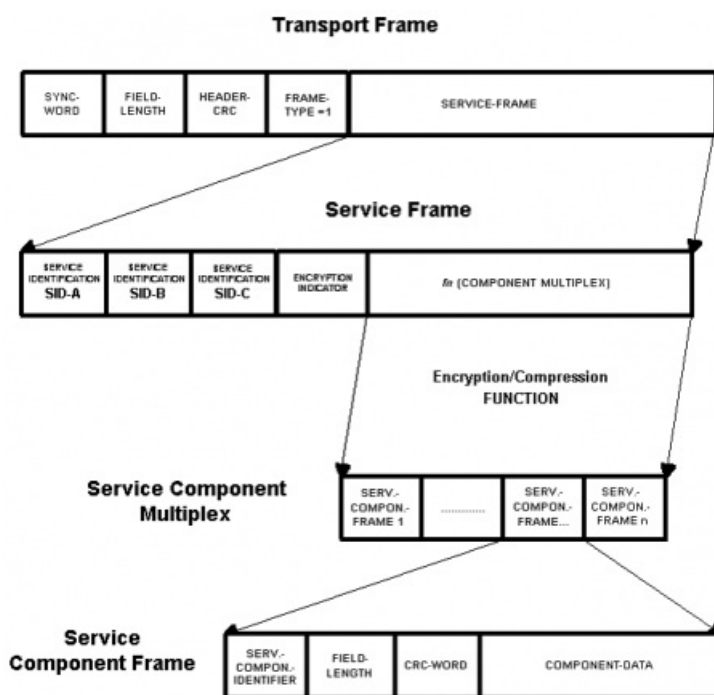 Transport Frame
SYNC-
WORD
FIELD-
LENGTH
HEADER-
CRC
FRAME-
TYPE =1
SERVICE-FRAME
Service Frame
SERVICE
IDENTIFICATION
SID-A
SERVICE
IDENTIFICATION
SID-B
SERVICE
IDENTIFICATION
SID-C
ENCRYPTION
INDICATOR
fn (COMPONENT MULTIPLEX)
Encryption/Compression
FUNCTION
Service Component
Multiplex
SERV.-
COMPON.-
FRAME 1
.............
SERV.-
COMPON.-
FRAME...
SERV.-
COMPON.-
FRAME n
Service
Component Frame
SERV.-
COMPON.-
IDENTIFIER
FIELD-
LENGTH
CRC-WORD
COMPONENT-DATA